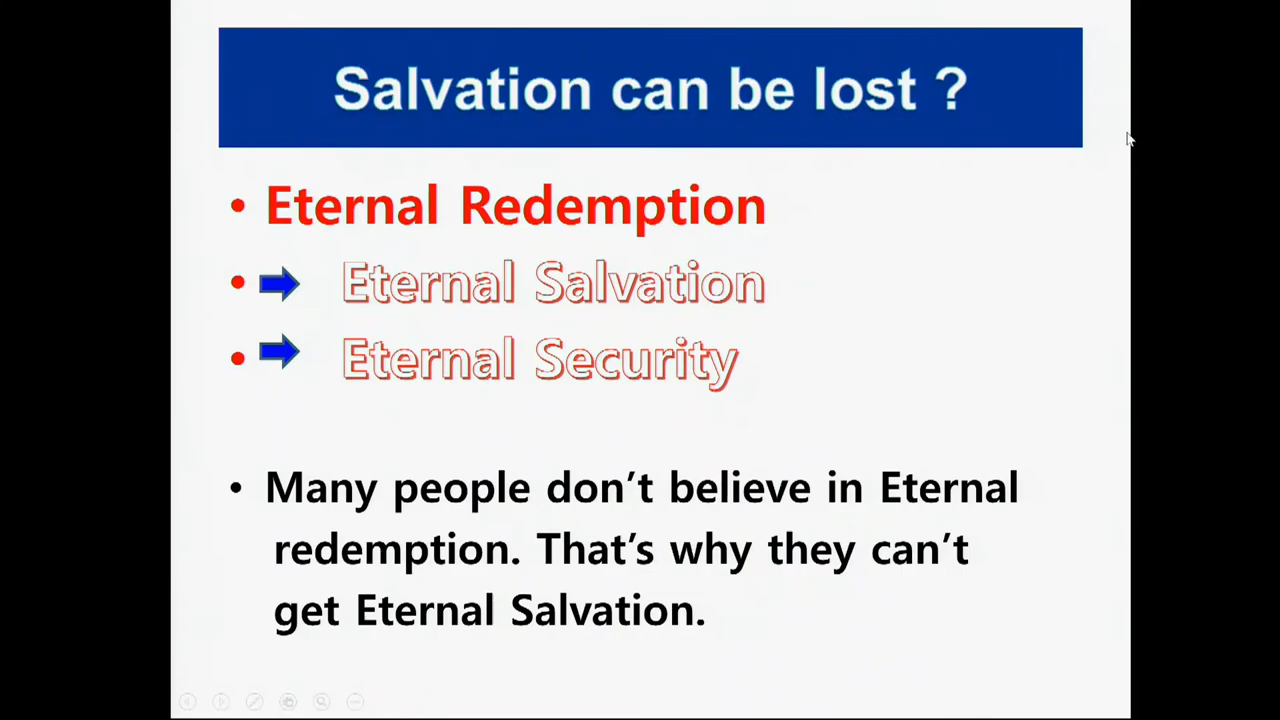 Salvation can be lost ?
• Eternal Redemption
• Eternal Salvation
• Eternal Security
• Many people don’t believe in Eternal
redemption. That’s why they can’t
get Eternal Salvation.